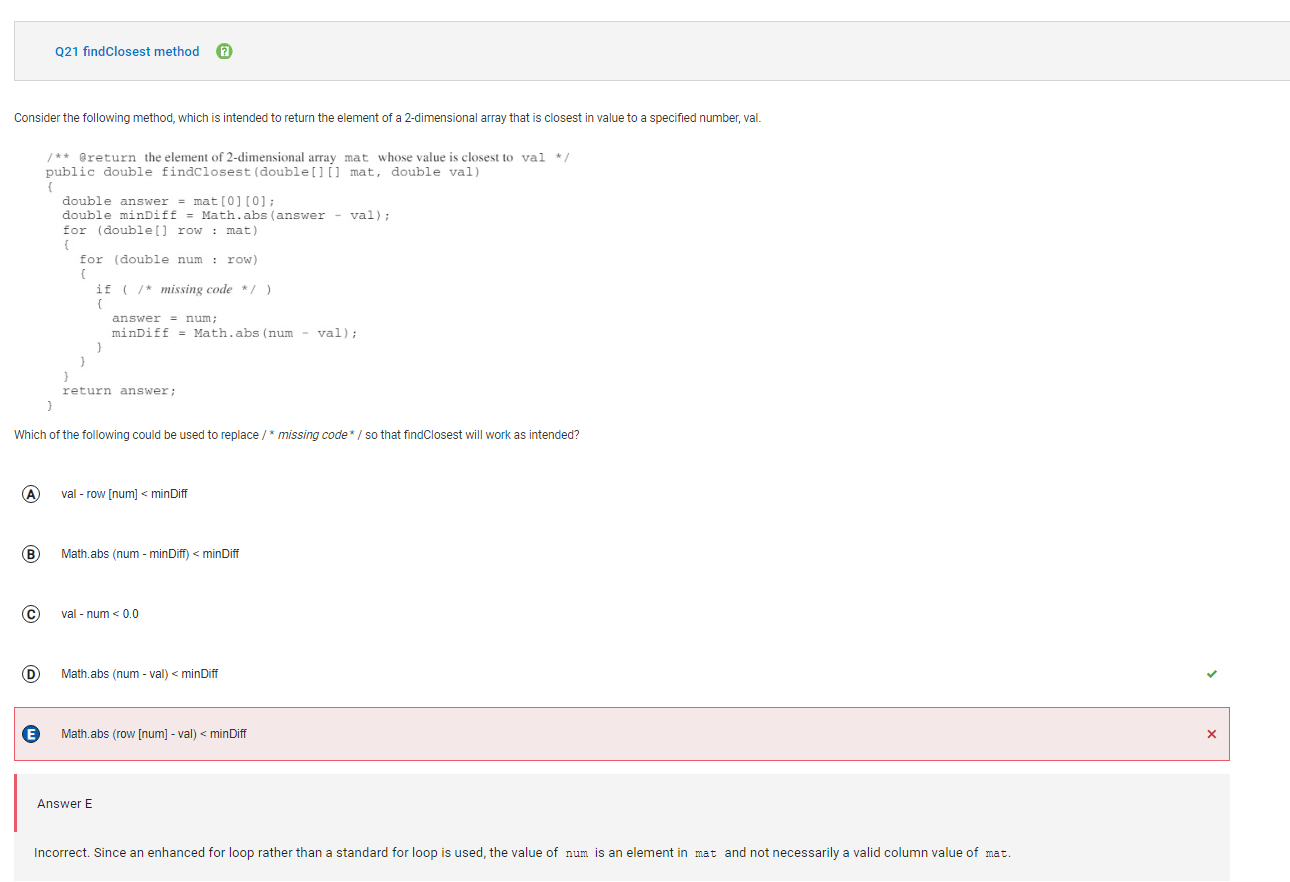 Q21 findClosest method ?
Consider the following method, which is intended to return the element of a 2-dimensional array that is closest in value to a specified number, val.
/** @return the element of 2-dimensional array mat whose value is closest to val */
public double findClosest(double[][] mat, double val)
{
double answer = mat[0][0];
double minDiff = Math.abs(answer - val);
for (double[] row : mat)
{
for (double num : row)
{
if ( /* missing code */ )
{
answer = num;
minDiff = Math.abs(num - val);
}
}
}
return answer;
}
Which of the following could be used to replace / * missing code* / so that findClosest will work as intended?
A val - row [num] < minDiff
B Math.abs (num - minDiff) < minDiff
C val - num < 0.0
D Math.abs (num - val) < minDiff
E Math.abs (row [num] - val) < minDiff
Answer E
Incorrect. Since an enhanced for loop rather than a standard for loop is used, the value of num is an element in mat and not necessarily a valid column value of mat.